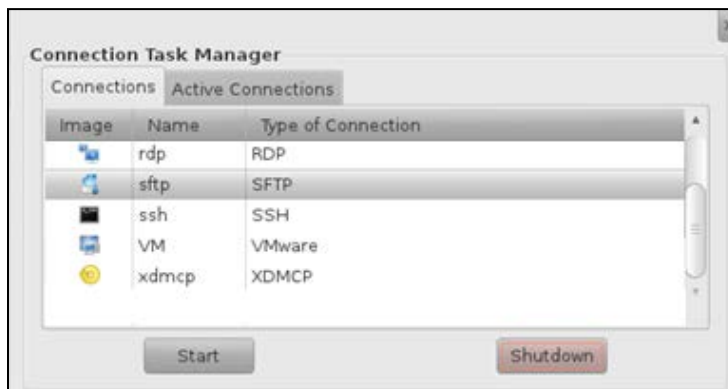 Connection Task Manager
Connections Active Connections
Image Name Type of Connection
rdp RDP
sftp SFTP
ssh SSH
VM VMware
xdmcp XDMCP
Start Shutdown